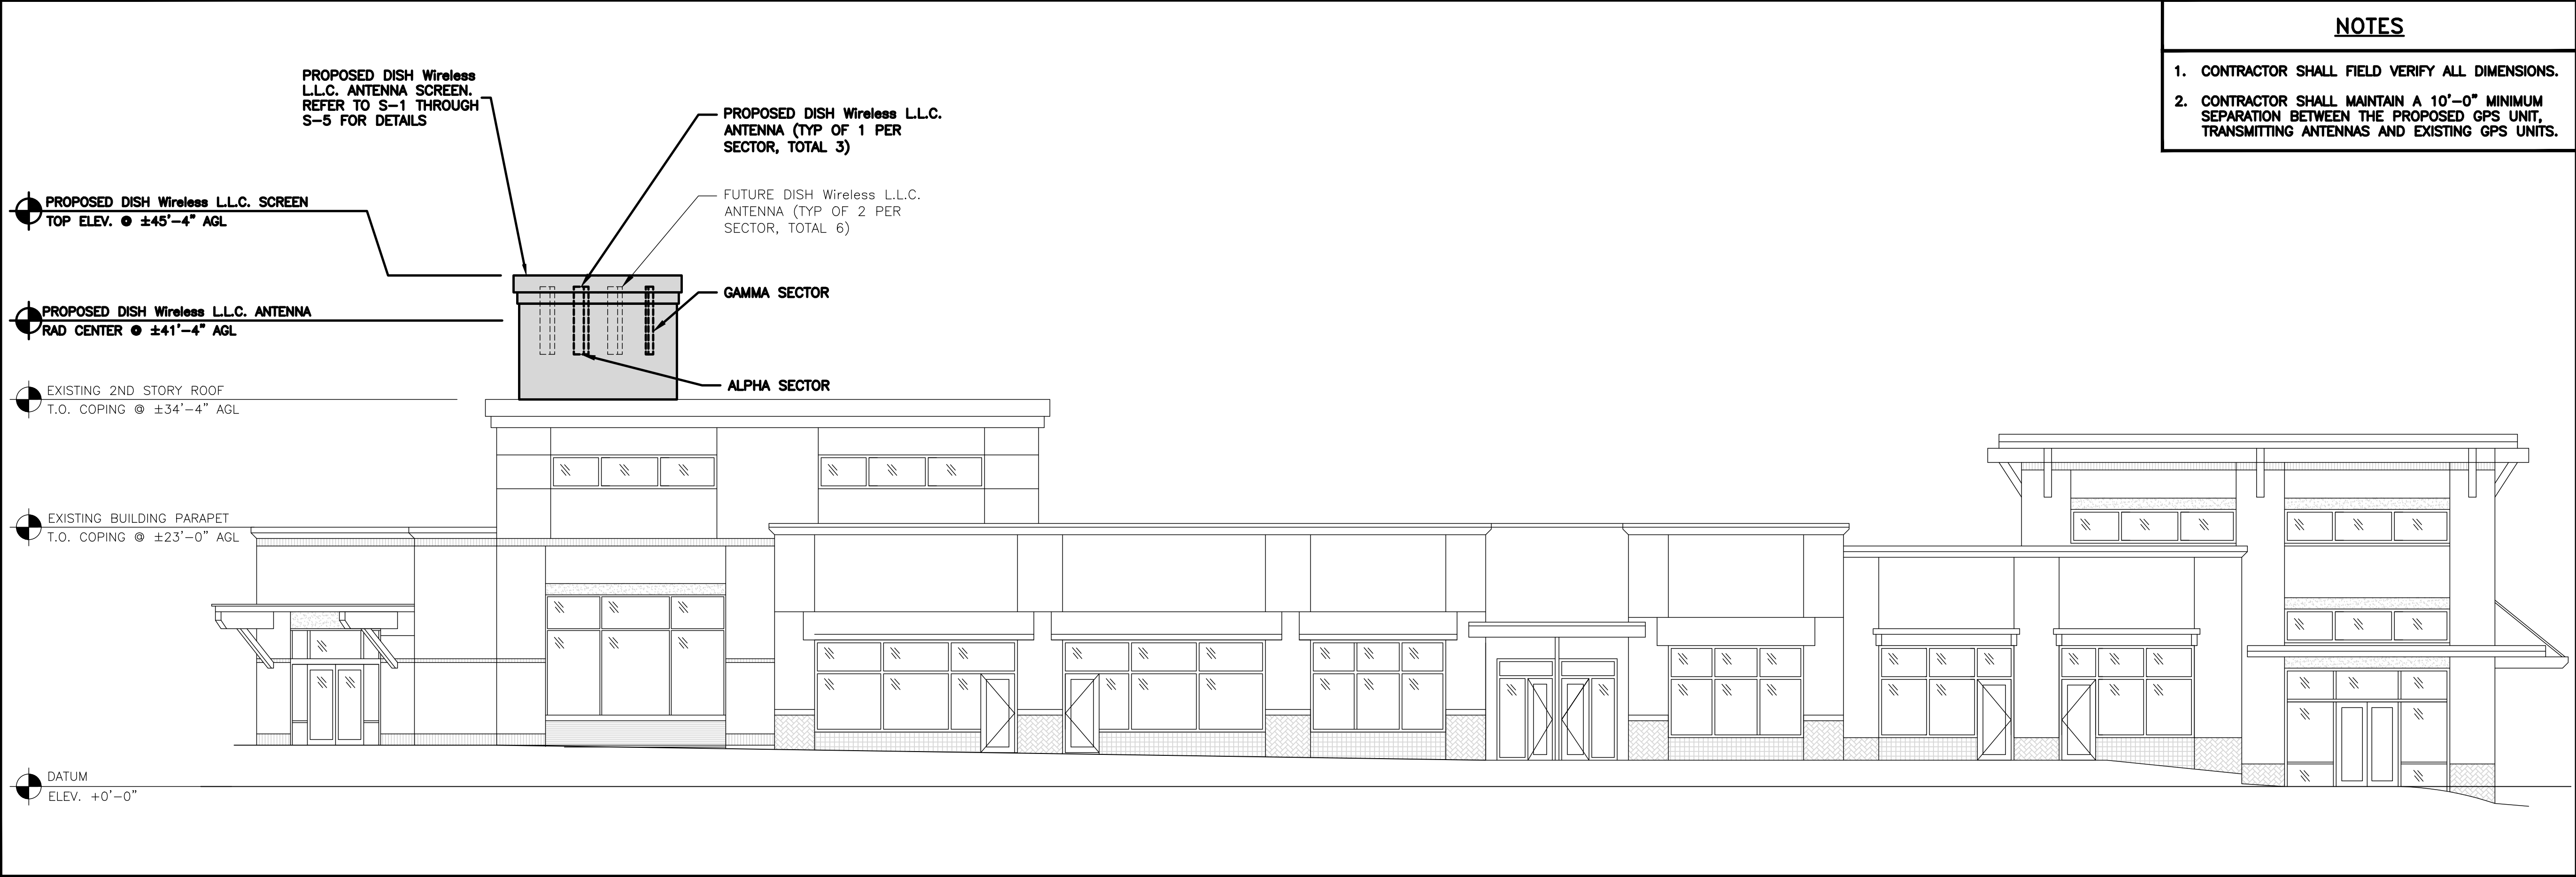 NOTES
1. CONTRACTOR SHALL FIELD VERIFY ALL DIMENSIONS.
2. CONTRACTOR SHALL MAINTAIN A 10'-0" MINIMUM
SEPARATION BETWEEN THE PROPOSED GPS UNIT,
TRANSMITTING ANTENNAS AND EXISTING GPS UNITS.
PROPOSED DISH Wireless
L.L.C. ANTENNA SCREEN.
REFER TO S-1 THROUGH
S-5 FOR DETAILS
PROPOSED DISH Wireless L.L.C.
ANTENNA (TYP OF 1 PER
SECTOR, TOTAL 3)
FUTURE DISH Wireless L.L.C.
ANTENNA (TYP OF 2 PER
SECTOR, TOTAL 6)
PROPOSED DISH Wireless L.L.C. SCREEN
TOP ELEV. @ ±45'-4" AGL
GAMMA SECTOR
PROPOSED DISH Wireless L.L.C. ANTENNA
RAD CENTER @ ±41'-4" AGL
ALPHA SECTOR
EXISTING 2ND STORY ROOF
T.O. COPING @ ±34'-4" AGL
EXISTING BUILDING PARAPET
T.O. COPING @ ±23'-0" AGL
DATUM
ELEV. +0'-0"